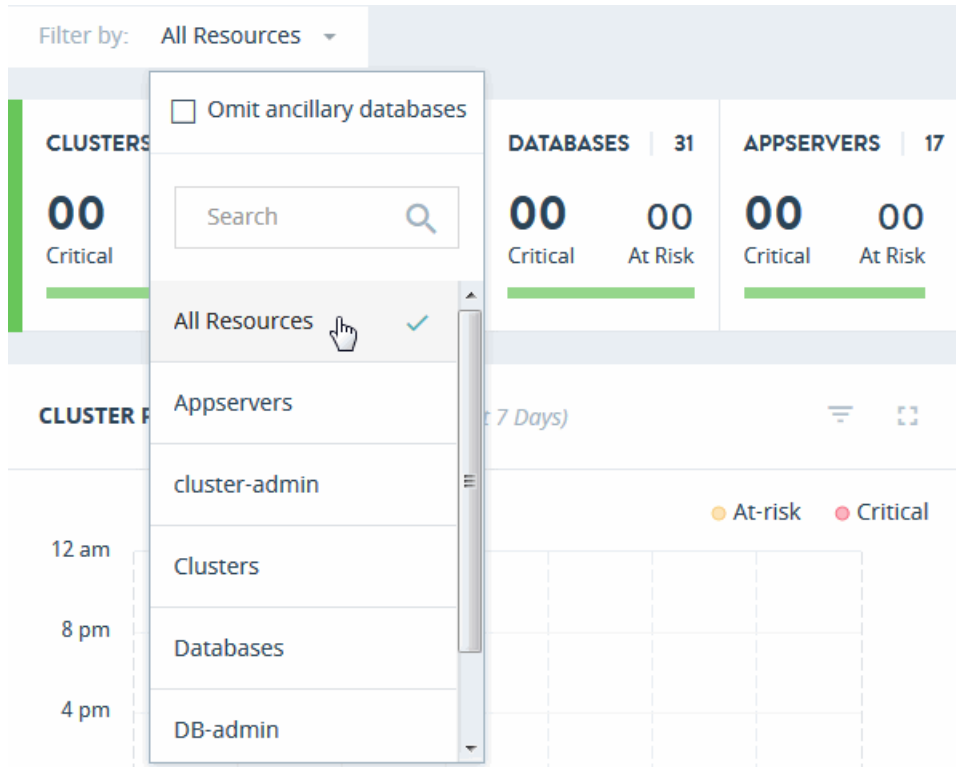 Filter by: All Resources
Omit ancillary databases
CLUSTERS
00
Critical
DATABASES 31
00 00
Critical At Risk
APPSERVERS 17
00 00
Critical At Risk
Search
All Resources
Appservers
cluster-admin
Clusters
Databases
DB-admin
CLUSTER
7 Days)
At-risk Critical
12 am
8 pm
4 pm